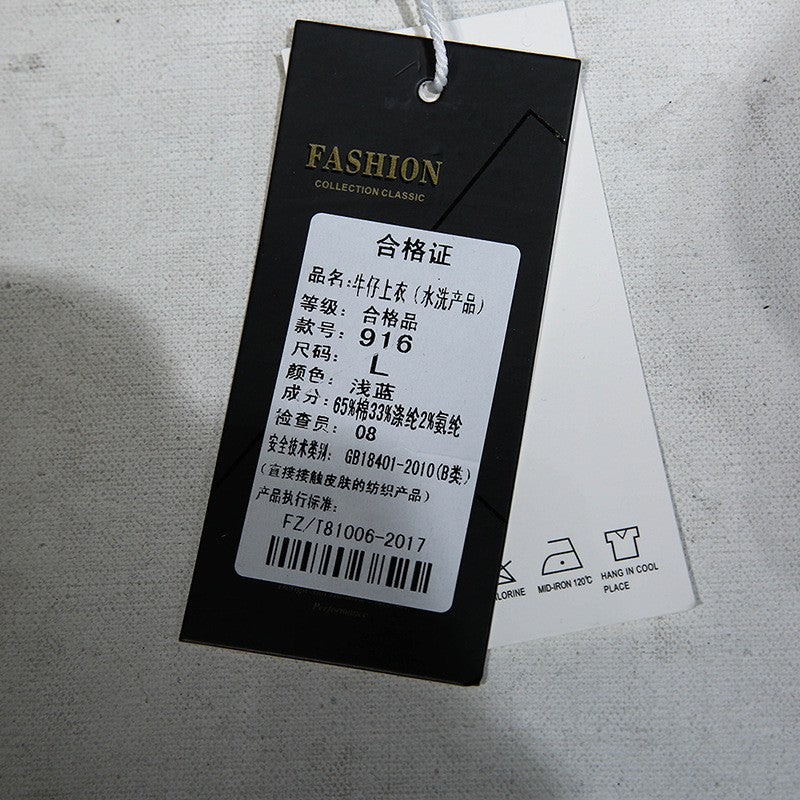 FASHION
COLLECTION CLASSIC
合格证
品名:牛仔上衣（水洗产品）
等级: 合格品
款号: 916
尺码: L
颜色: 浅蓝
成分: 65%棉33%涤纶2%氨纶
检查员: 08
安全技术类别: GB18401-2010(B类)
(直接接触皮肤的纺织产品)
产品执行标准:
FZ/T81006-2017
Performance
MID-IRON 120℃
HANG IN COOL
PLACE